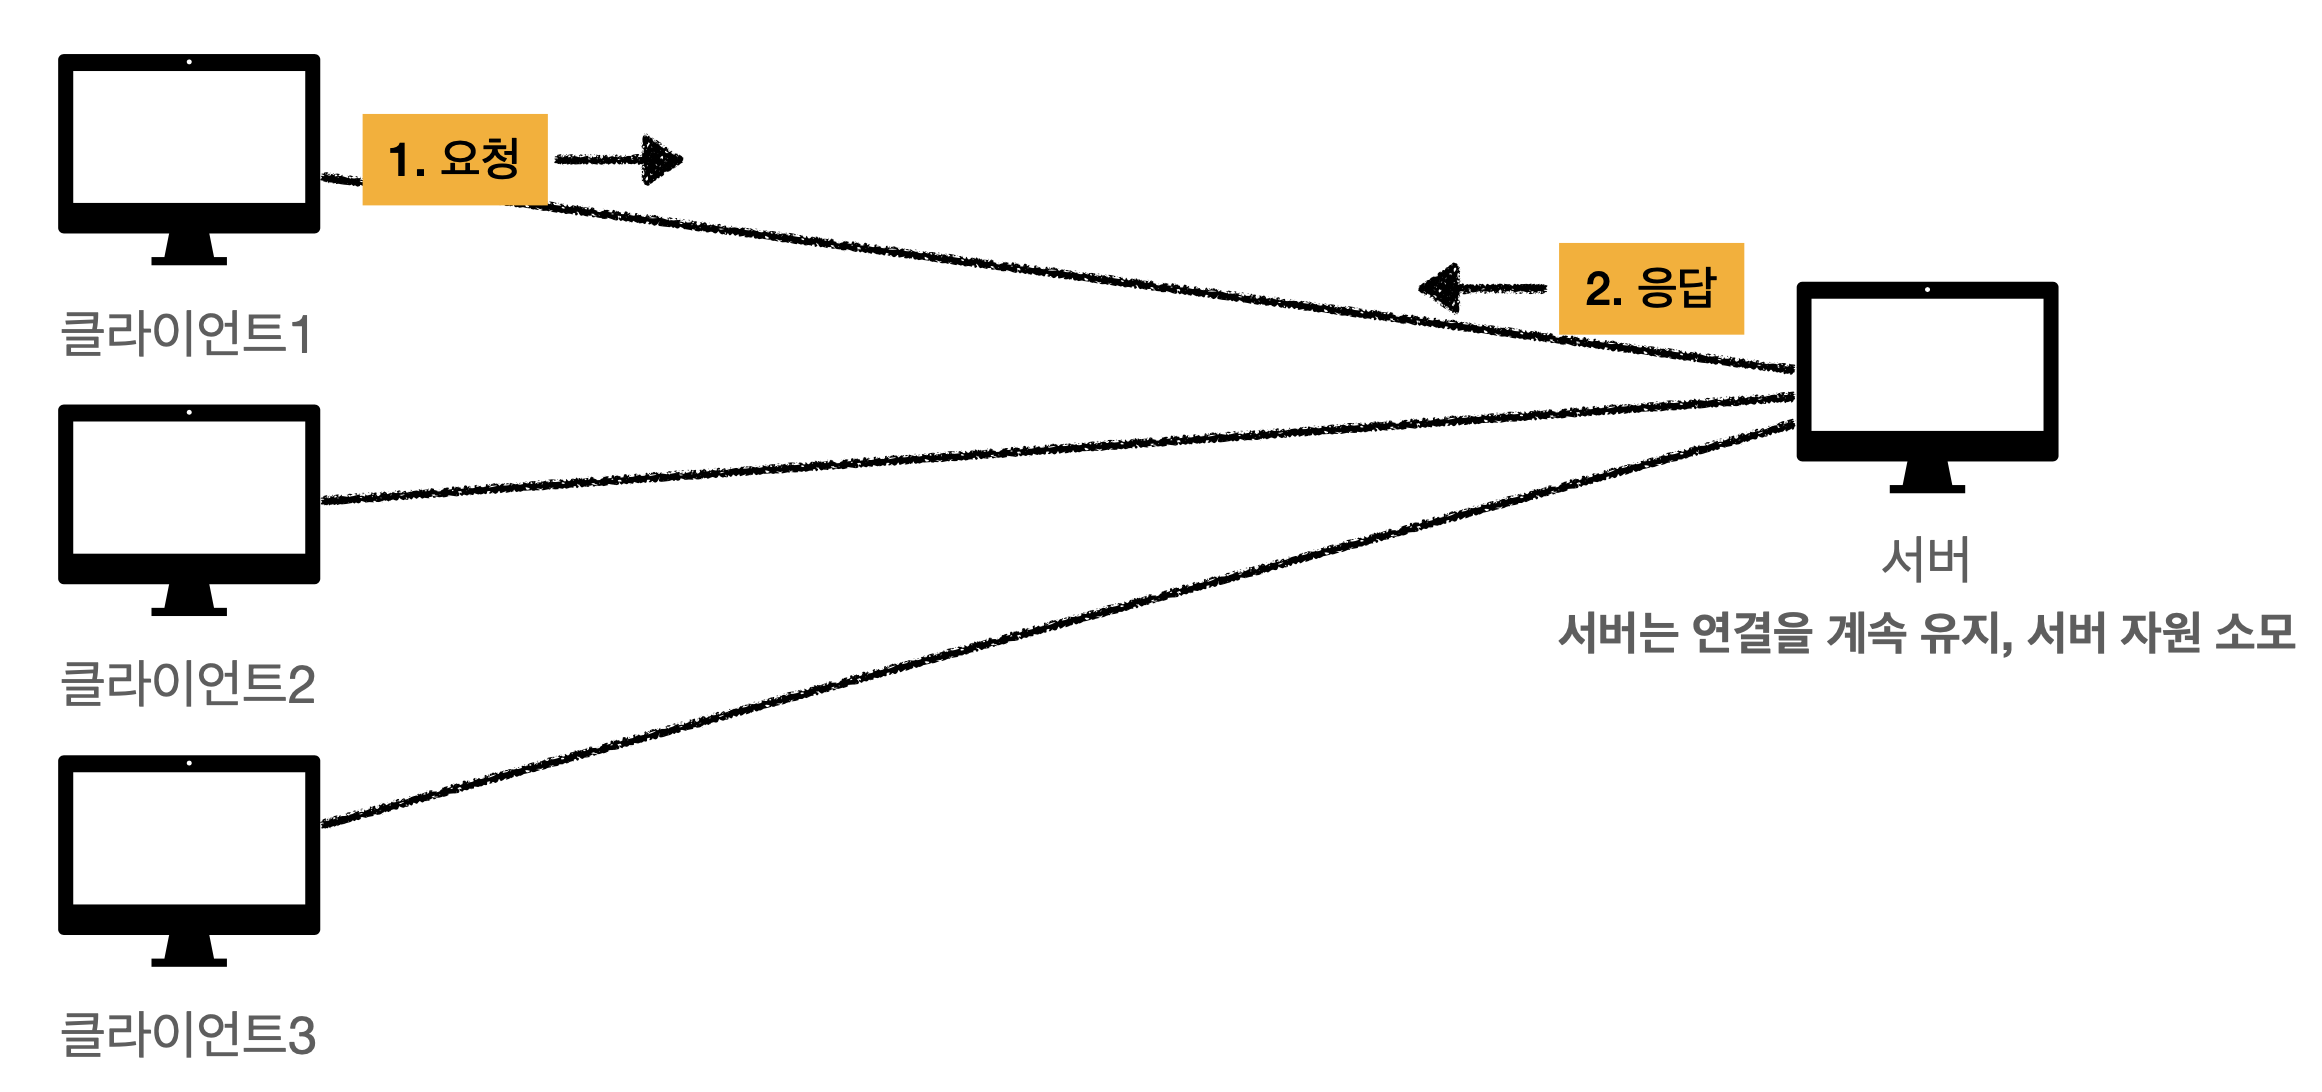 1. 요청
클라이언트1
2. 응답
클라이언트2
서버
서버는 연결을 계속 유지, 서버 자원 소모
클라이언트3